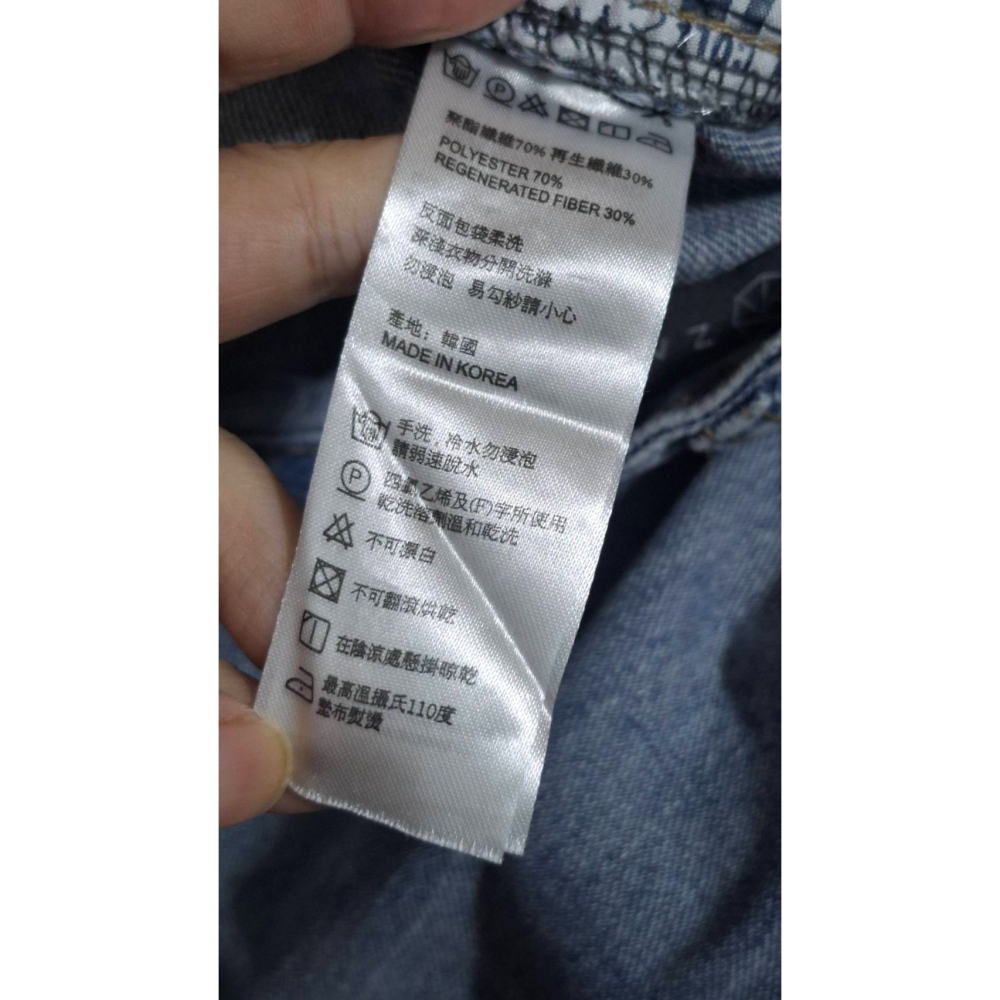 聚酯纖維70% 再生纖維30%
POLYESTER 70%
REGENERATED FIBER 30%
反面包袋柔洗
深淺衣物分開洗滌
勿浸泡 易勾紗請小心
產地：韓國
MADE IN KOREA
手洗，冷水勿浸泡
請弱速脫水
P
四氯乙烯及(F)字所使用
乾洗溶劑溫和乾洗
不可漂白
不可翻滾烘乾
在陰涼處懸掛晾乾
最高溫攝氏110度
墊布熨燙